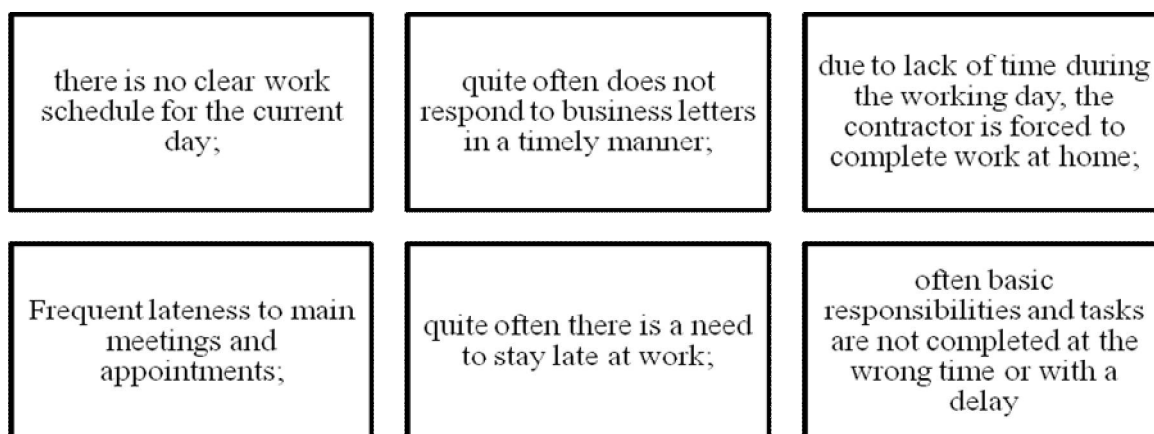 there is no clear work
schedule for the current
day;
quite often does not
respond to business letters
in a timely manner;
due to lack of time during
the working day, the
contractor is forced to
complete work at home;
Frequent lateness to main
meetings and
appointments;
quite often there is a need
to stay late at work;
often basic
responsibilities and tasks
are not completed at the
wrong time or with a
delay